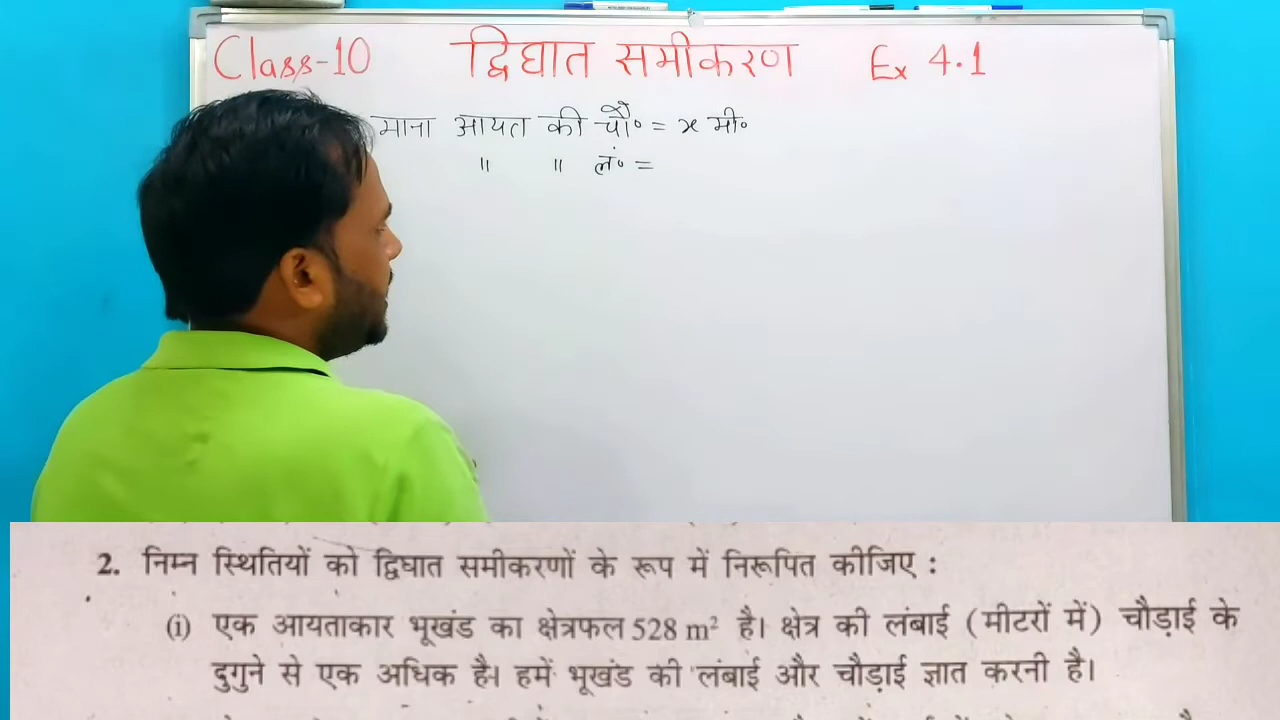 Class-10 द्विघात समीकरण Ex 4.1
माना आयत की चौ० = x मी०
" " लं० =
2. निम्न स्थितियों को द्विघात समीकरणों के रूप में निरूपित कीजिए :
(i) एक आयताकार भूखंड का क्षेत्रफल 528 m² है। क्षेत्र की लंबाई (मीटरों में) चौड़ाई के
दुगुने से एक अधिक है। हमें भूखंड की लंबाई और चौड़ाई ज्ञात करनी है।